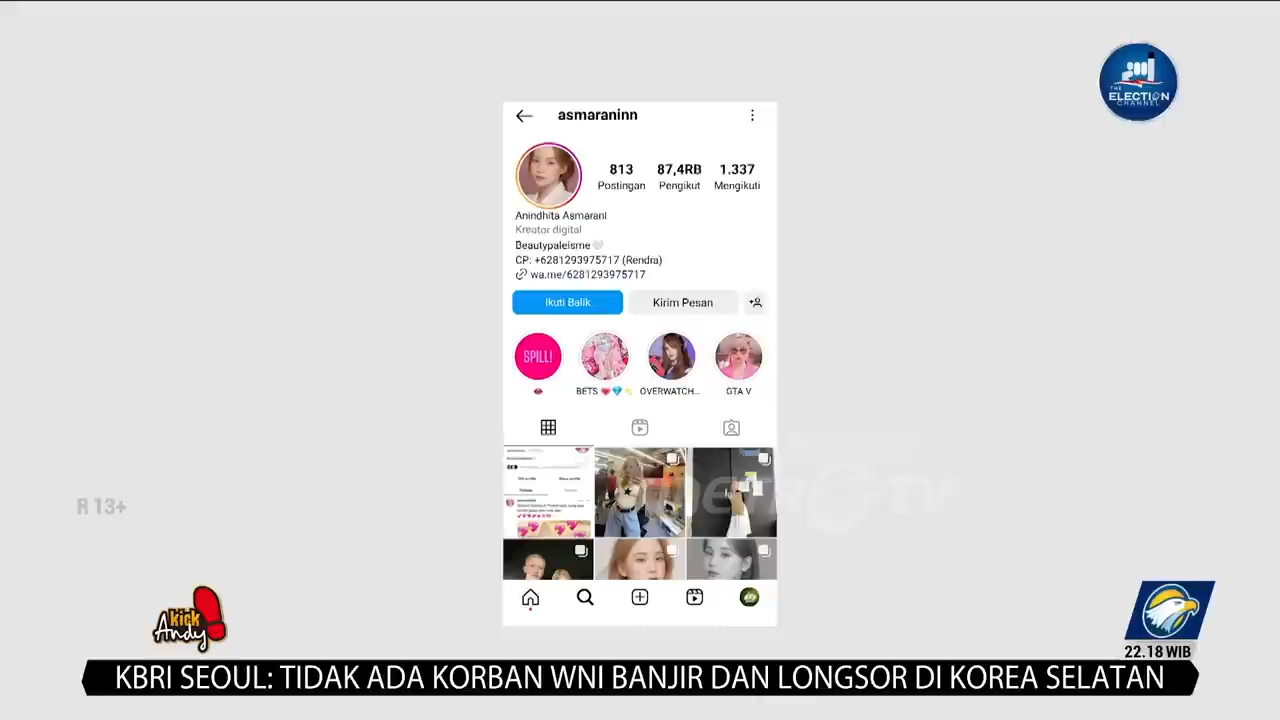 THE
ELECTION
CHANNEL
asmaraninn
813 87,4RB 1.337
Postingan Pengikut Mengikuti
Anindhita Asmarani
Kreator digital
Beautypaleisme
CP: +6281293975717 (Rendra)
wa.me/6281293975717
Ikuti Balik Kirim Pesan
SPILL!
BETS OVERWATCH... GTA V
R 13+
kick
Andy
22.18 WIB
KBRI SEOUL: TIDAK ADA KORBAN WNI BANJIR DAN LONGSOR DI KOREA SELATAN